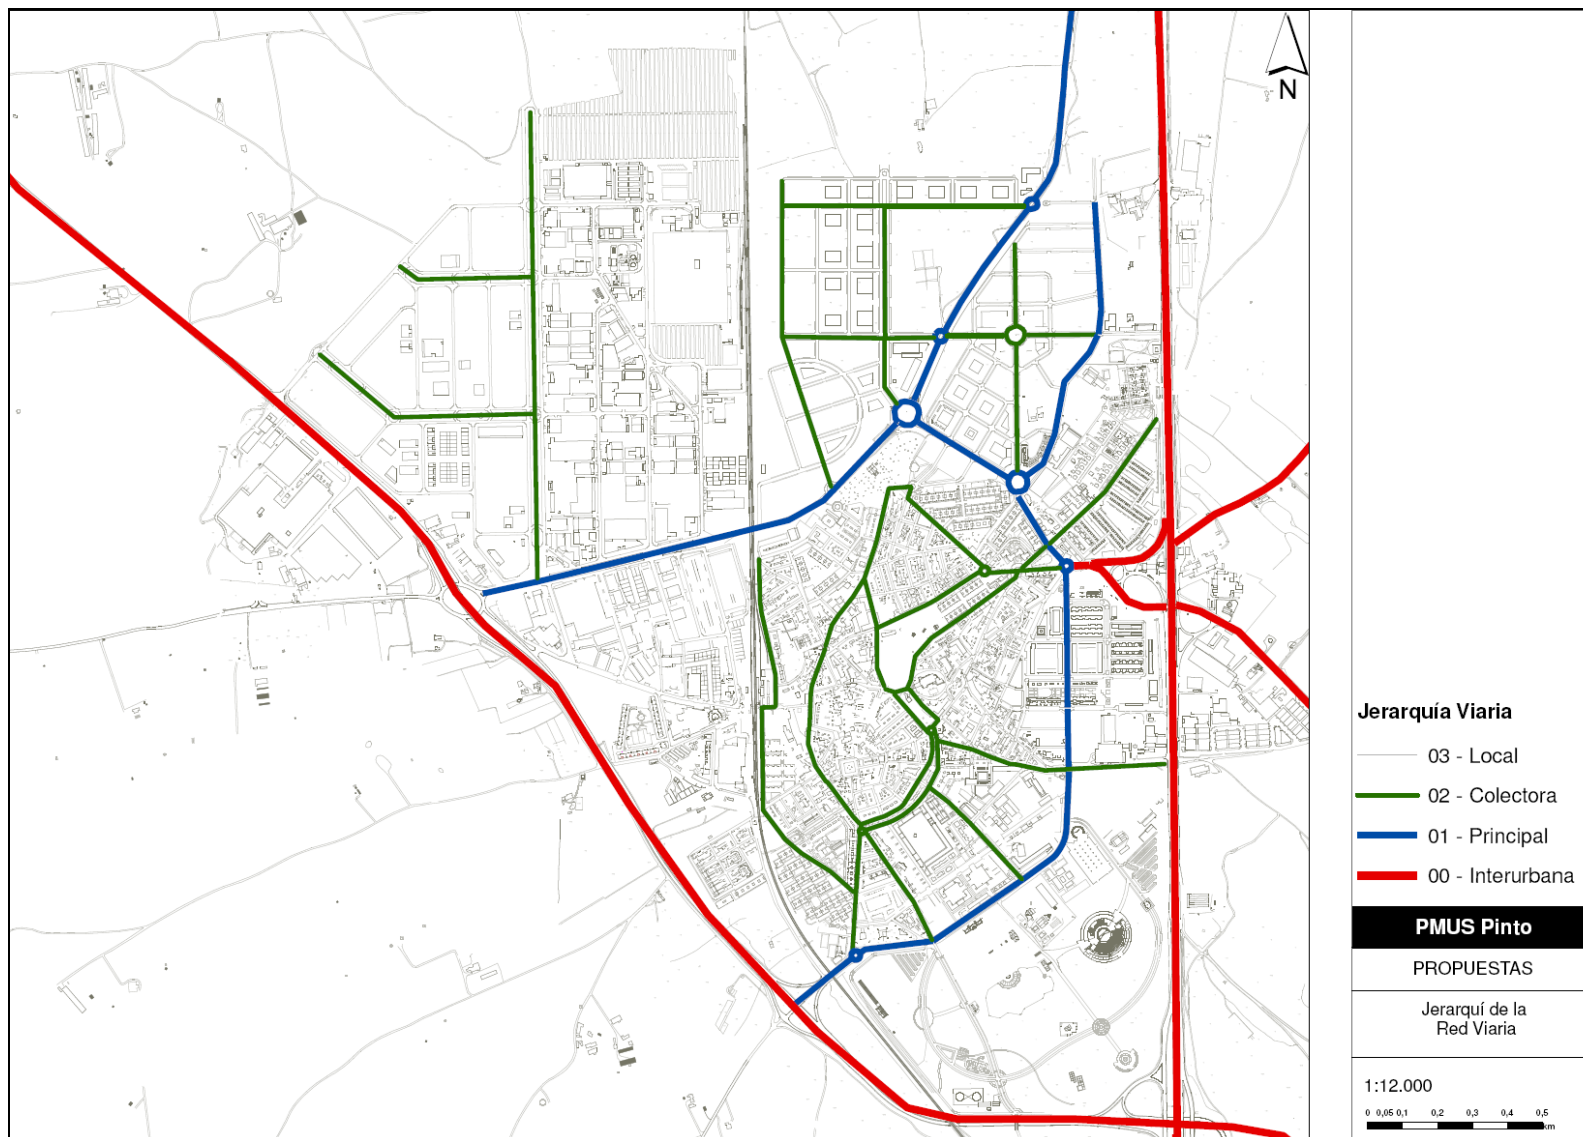 N
Jerarquía Viaria
03 - Local
02 - Colectora
01 - Principal
00 - Interurbana
PMUS Pinto
PROPUESTAS
Jerarquí de la
Red Viaria
1:12.000
0 0,05 0,1 0,2 0,3 0,4 0,5
km